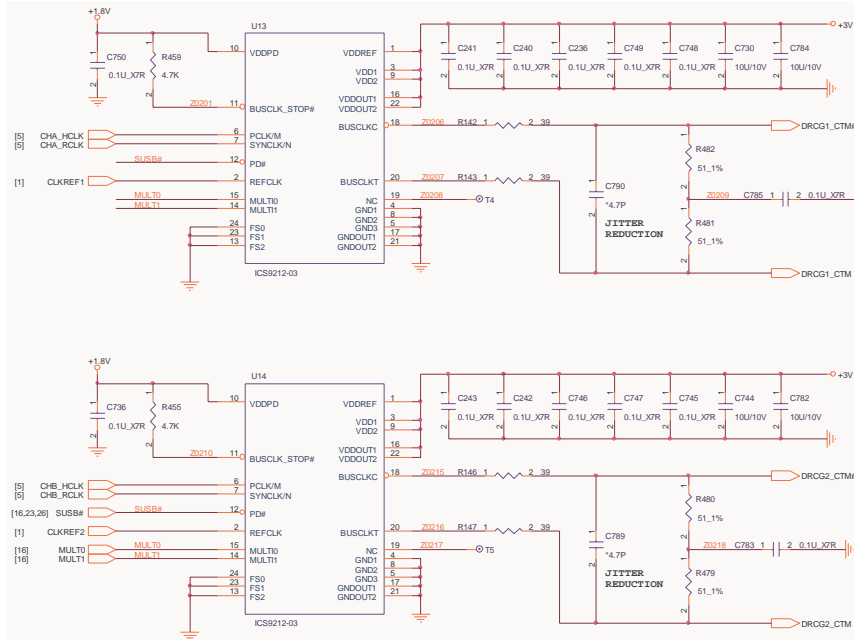 +1.8V
U13
+3V
C750
0.1U_X7R
R459
4.7K
10 VDDPD
VDDREF 1
VDD1 3
VDD2 9
VDDOUT1 16
VDDOUT2 22
C241
0.1U_X7R
C240
0.1U_X7R
C236
0.1U_X7R
C749
0.1U_X7R
C748
0.1U_X7R
C730
10U/10V
C784
10U/10V
Z0201 11 BUSCLK_STOP#
BUSCLKC 18 Z0206 R142 1 2 39 DRCG1_CTM#
[5] CHA_HCLK 6 PCLK/M
[5] CHA_RCLK 7 SYNCLK/N
SUSB# 12 PD#
[1] CLKREF1 2 REFCLK
BUSCLKT 20 Z0207 R143 1 2 39
MULT0 15 MULTI0
MULT1 14 MULTI1
NC 19 Z0208 T4
GND1 4
GND2 8
GND3 5
GNDOUT1 17
GNDOUT2 21
24 FS0
23 FS1
13 FS2
ICS9212-03
C790
*4.7P
JITTER
REDUCTION
R482
51_1%
Z0209 C785 1 2 0.1U_X7R
R481
51_1%
DRCG1_CTM
+1.8V
U14
+3V
C736
0.1U_X7R
R455
4.7K
10 VDDPD
VDDREF 1
VDD1 3
VDD2 9
VDDOUT1 16
VDDOUT2 22
C243
0.1U_X7R
C242
0.1U_X7R
C746
0.1U_X7R
C747
0.1U_X7R
C745
0.1U_X7R
C744
10U/10V
C782
10U/10V
Z0210 11 BUSCLK_STOP#
BUSCLKC 18 Z0215 R146 1 2 39 DRCG2_CTM#
[5] CHB_HCLK 6 PCLK/M
[5] CHB_RCLK 7 SYNCLK/N
[16,23,26] SUSB# SUSB# 12 PD#
[1] CLKREF2 2 REFCLK
BUSCLKT 20 Z0216 R147 1 2 39
[16] MULT0 MULT0 15 MULTI0
[16] MULT1 MULT1 14 MULTI1
NC 19 Z0217 T5
GND1 4
GND2 8
GND3 5
GNDOUT1 17
GNDOUT2 21
24 FS0
23 FS1
13 FS2
ICS9212-03
C789
*4.7P
JITTER
REDUCTION
R480
51_1%
Z0218 C783 1 2 0.1U_X7R
R479
51_1%
DRCG2_CTM